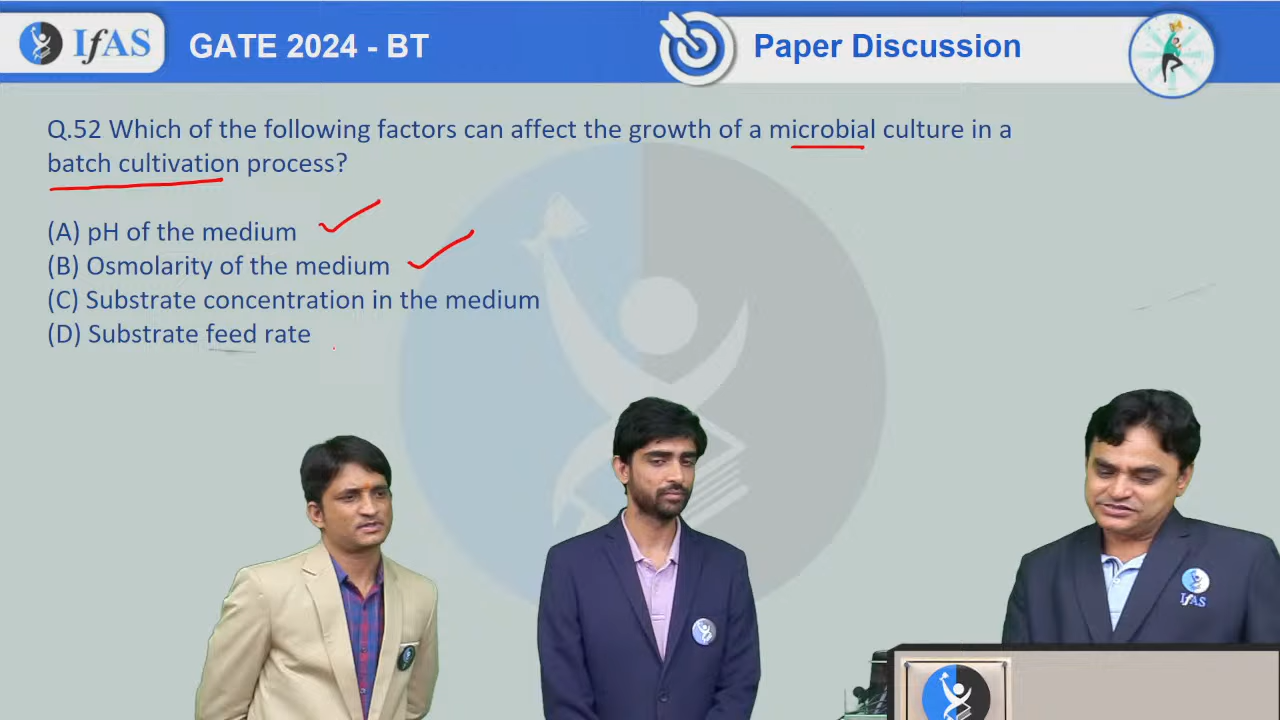 IfAS
GATE 2024 - BT
Paper Discussion
Q.52 Which of the following factors can affect the growth of a microbial culture in a
batch cultivation process?
(A) pH of the medium
(B) Osmolarity of the medium
(C) Substrate concentration in the medium
(D) Substrate feed rate
IfAS